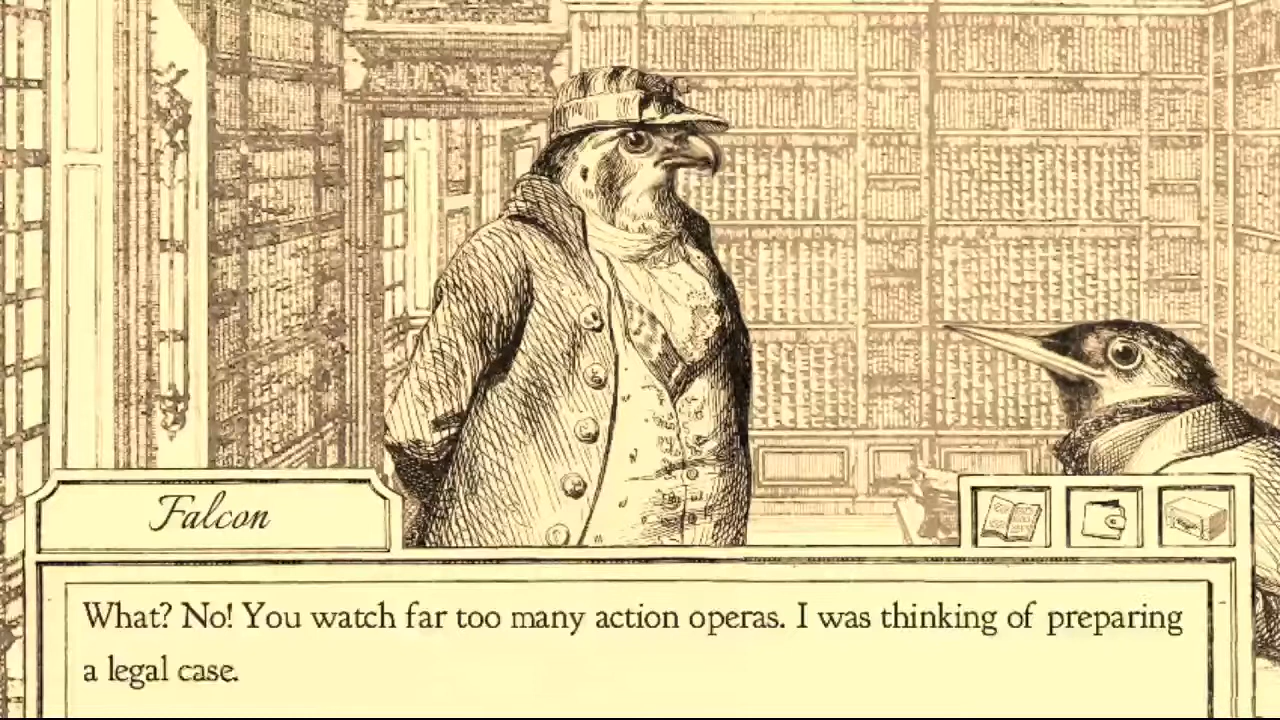 Falcon
What? No! You watch far too many action operas. I was thinking of preparing
a legal case.